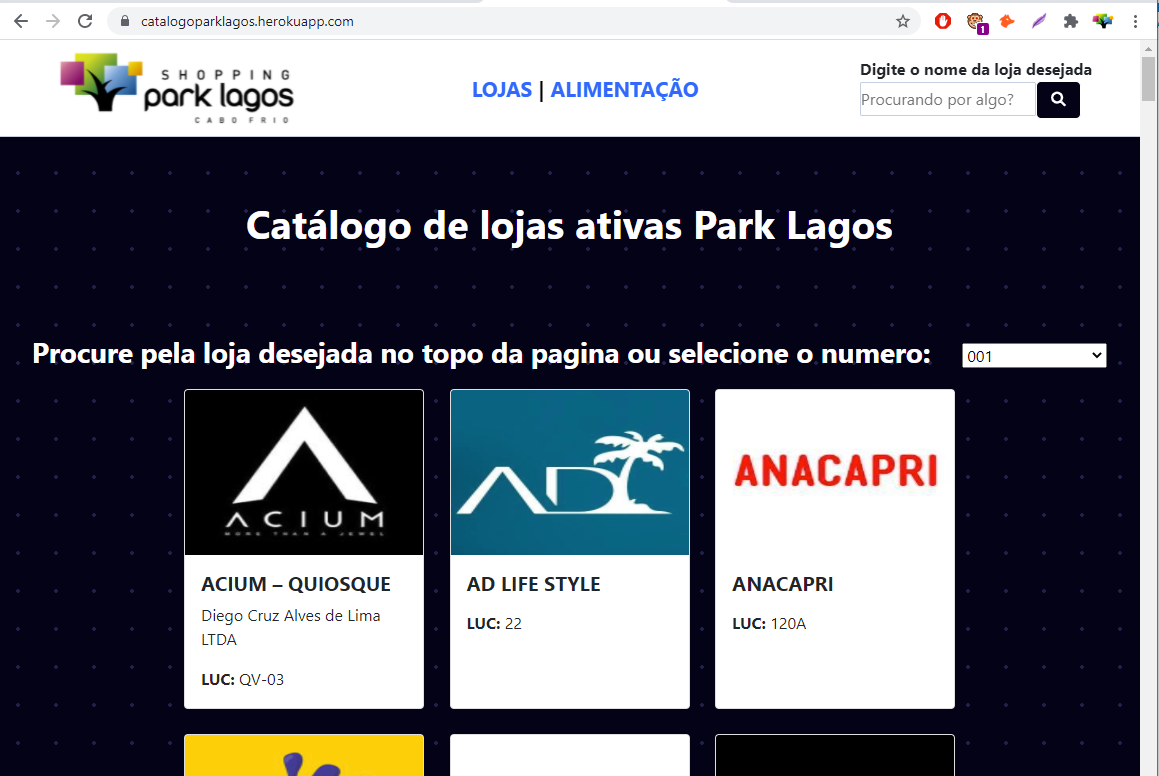 catalogoparklagos.herokuapp.com
1
SHOPPING
park lagos
CABO FRIO
LOJAS | ALIMENTAÇÃO
Digite o nome da loja desejada
Procurando por algo?
Catálogo de lojas ativas Park Lagos
Procure pela loja desejada no topo da pagina ou selecione o numero:
001
ACIUM
MORE THAN A JEWEL
AD
ANACAPRI
ACIUM – QUIOSQUE
Diego Cruz Alves de Lima
LTDA
LUC: QV-03
AD LIFE STYLE
LUC: 22
ANACAPRI
LUC: 120A